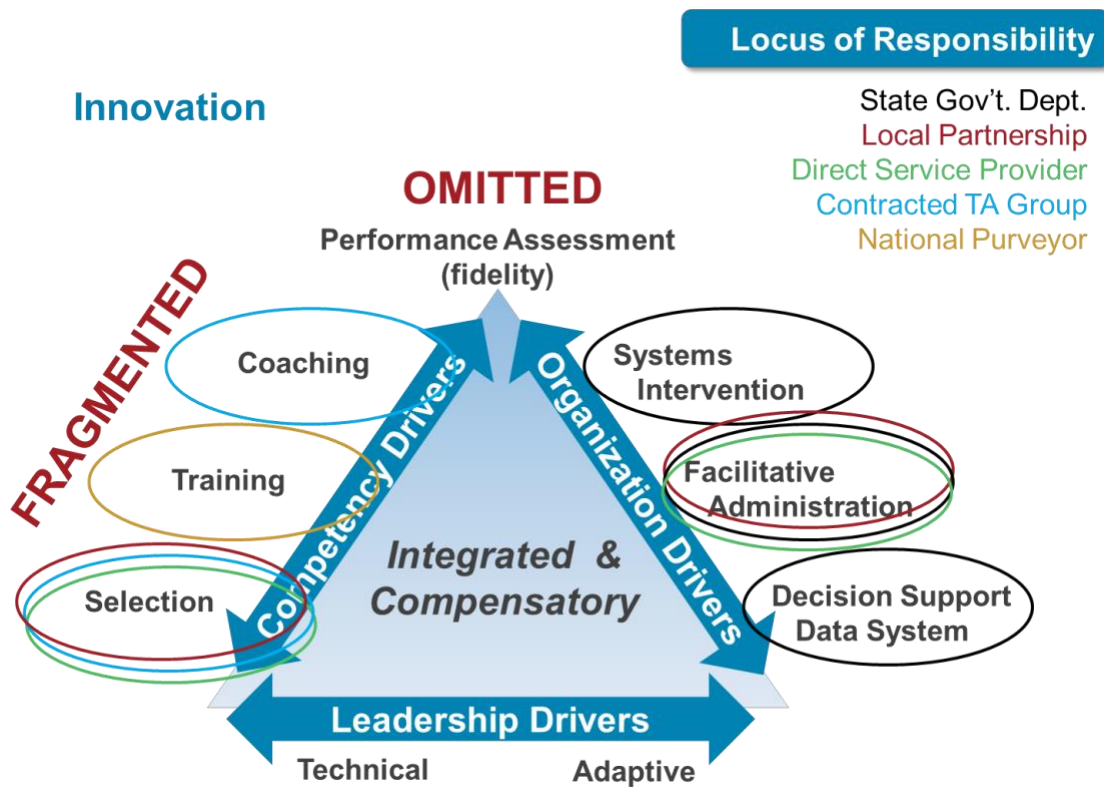 Locus of Responsibility
Innovation
State Gov’t. Dept.
Local Partnership
Direct Service Provider
Contracted TA Group
National Purveyor
OMITTED
Performance Assessment
(fidelity)
FRAGMENTED
Coaching
Training
Selection
Competency Drivers
Organization Drivers
Systems
Intervention
Facilitative
Administration
Decision Support
Data System
Integrated &
Compensatory
Leadership Drivers
Technical
Adaptive